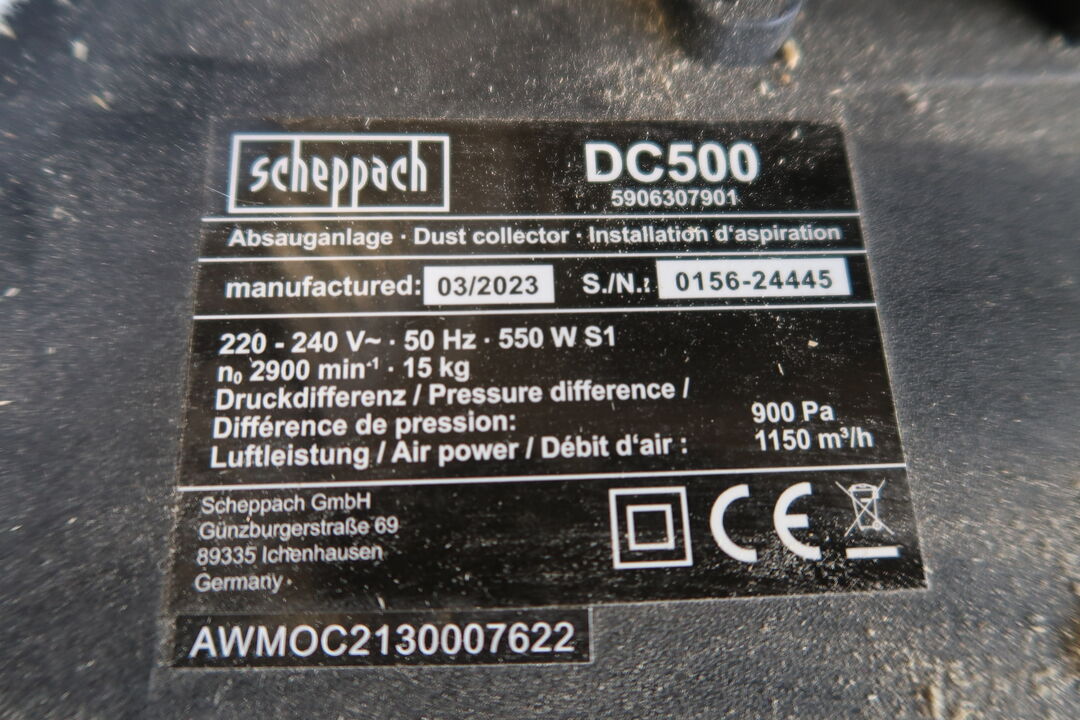 scheppach
DC500
5906307901
Absauganlage · Dust collector · Installation d'aspiration
manufactured: 03/2023 S./N.: 0156-24445
220 - 240 V~ · 50 Hz · 550 W S1
n₀ 2900 min⁻¹ · 15 kg
Druckdifferenz / Pressure difference /
Différence de pression: 900 Pa
Luftleistung / Air power / Débit d'air : 1150 m³/h
Scheppach GmbH
Günzburgerstraße 69
89335 Ichenhausen
Germany
CE
AWMOC2130007622